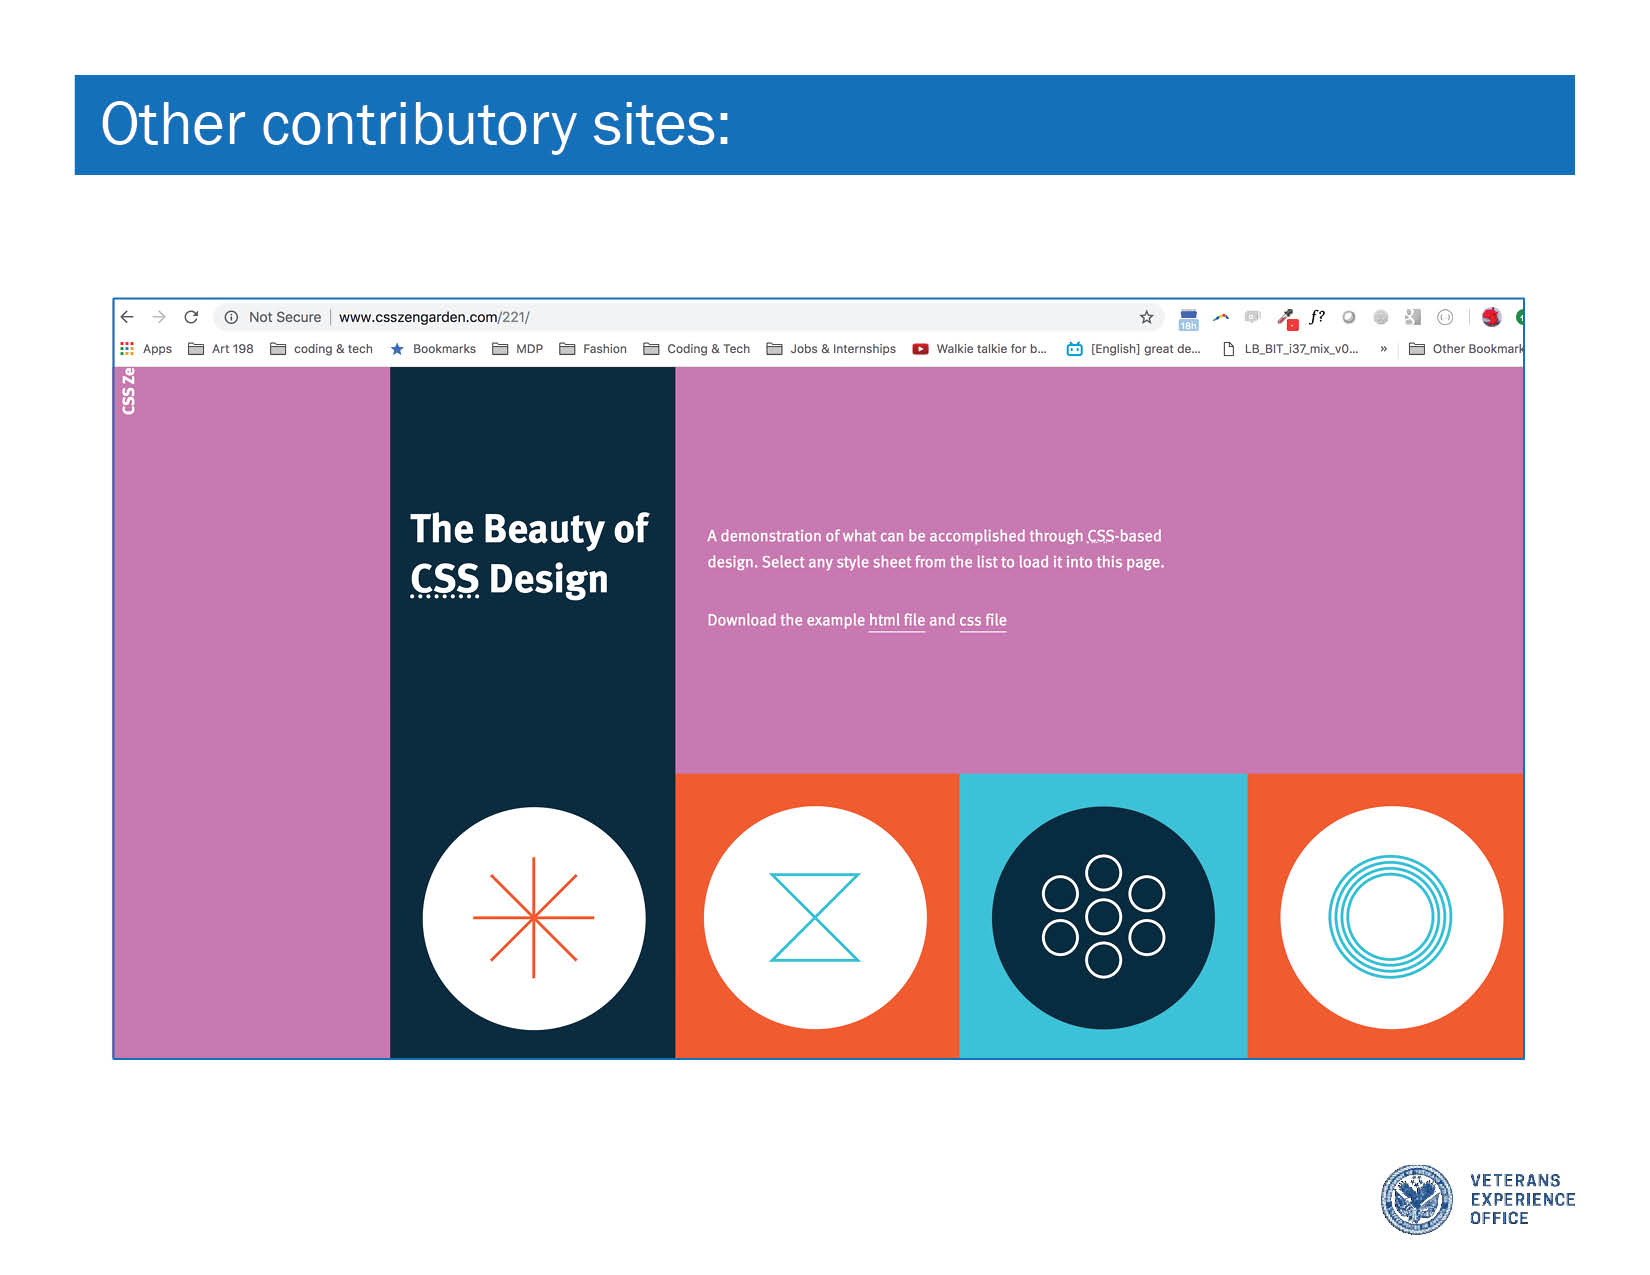 Other contributory sites:
Not Secure | www.csszengarden.com/221/
18h
f?
Apps Art 198 coding & tech Bookmarks MDP Fashion Coding & Tech Jobs & Internships Walkie talkie for b... [English] great de... LB_BIT_i37_mix_v0... » Other Bookmark
CSS Ze
The Beauty of
CSS Design
A demonstration of what can be accomplished through CSS-based
design. Select any style sheet from the list to load it into this page.
Download the example html file and css file
VETERANS
EXPERIENCE
OFFICE